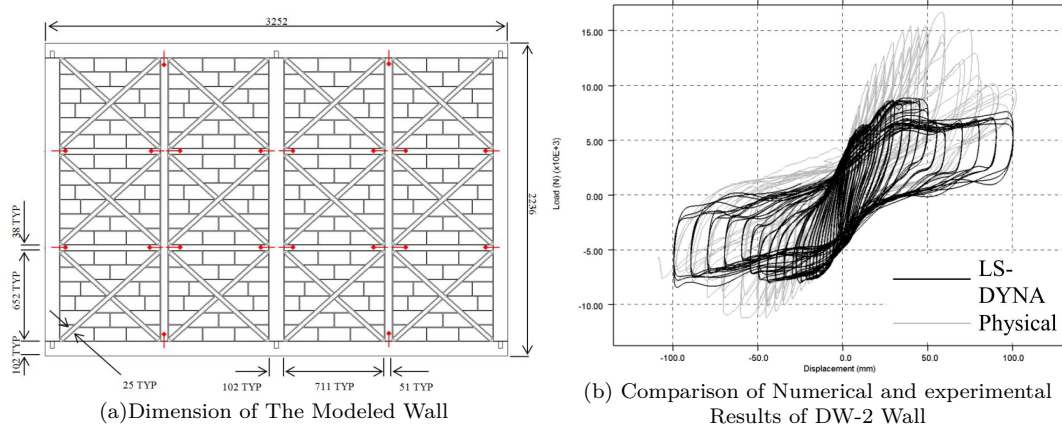 3252
2236
38 TYP
652 TYP
102 TYP
25 TYP
102 TYP
711 TYP
51 TYP
(a)Dimension of The Modeled Wall
15.00
10.00
5.00
0.00
-5.00
-10.00
Load (N) (x10E+3)
-100.0
-50.0
0.0
50.0
100.0
Displacement (mm)
LS-
DYNA
Physical
(b) Comparison of Numerical and experimental
Results of DW-2 Wall